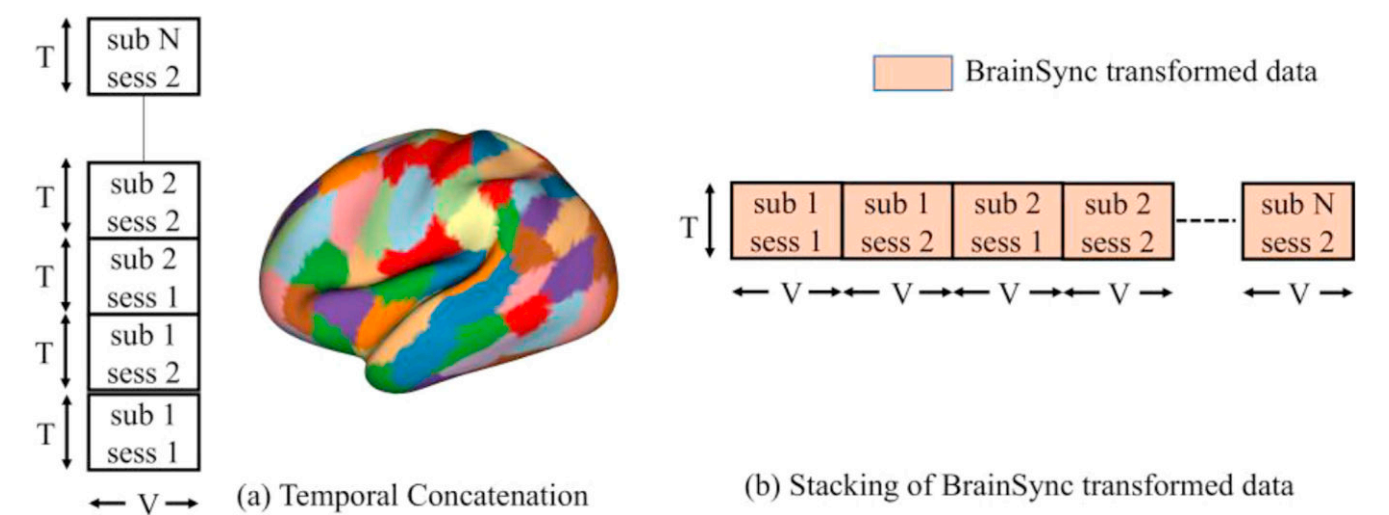 T
sub N
sess 2
T
sub 2
sess 2
T
sub 2
sess 1
T
sub 1
sess 2
T
sub 1
sess 1
V
(a) Temporal Concatenation
BrainSync transformed data
T
sub 1
sess 1
sub 1
sess 2
sub 2
sess 1
sub 2
sess 2
sub N
sess 2
V
V
V
V
V
(b) Stacking of BrainSync transformed data